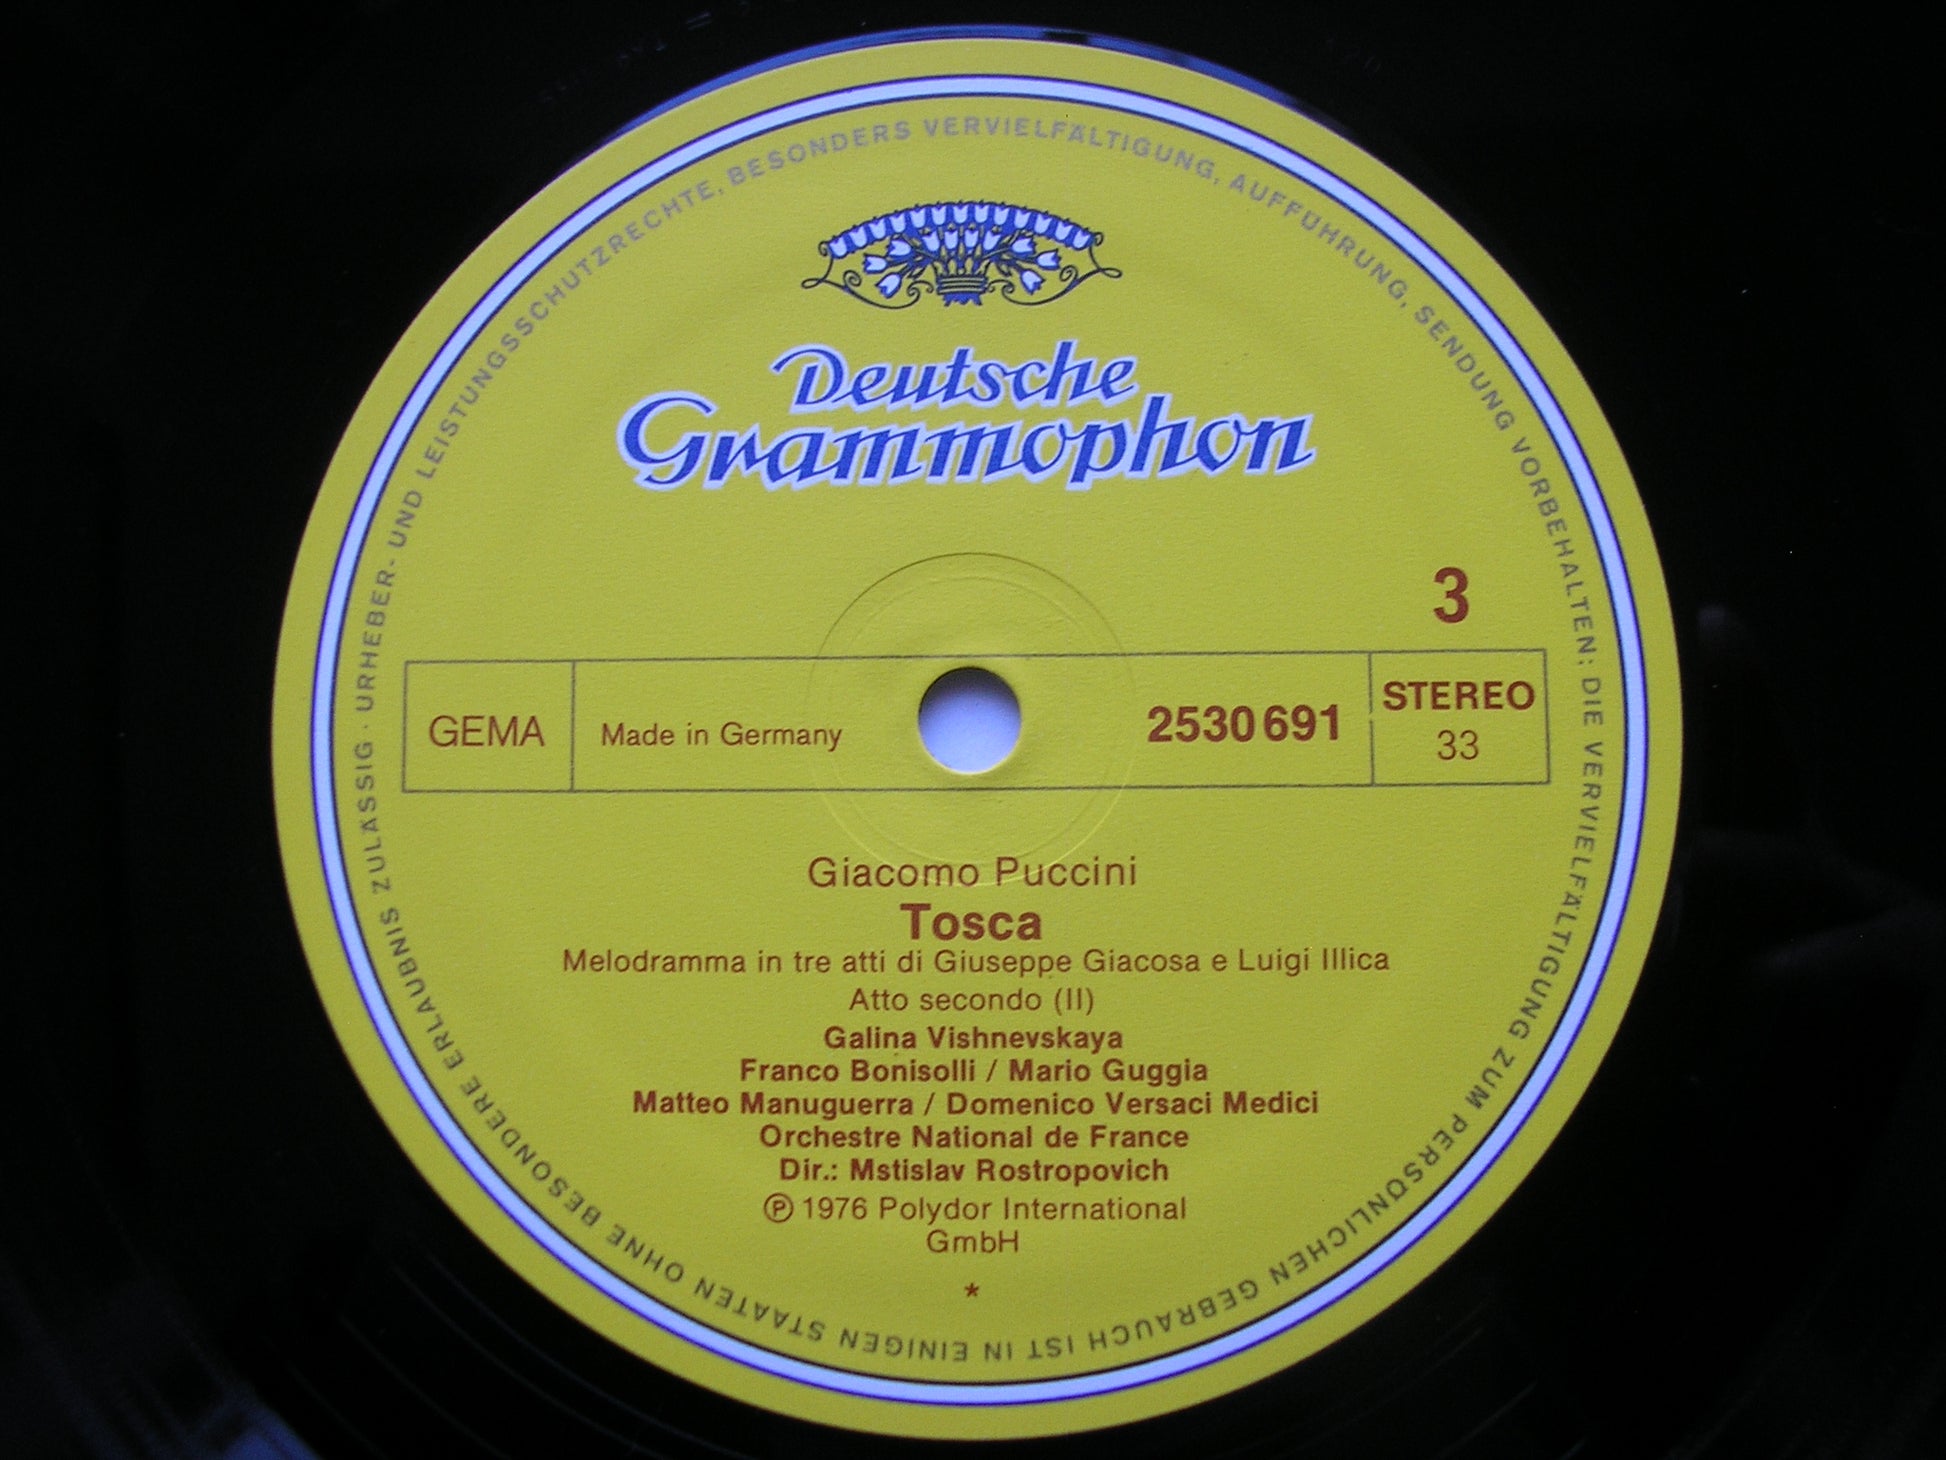 URHEBER- UND LEISTUNGSSCHUTZRECHTE, BESONDERS VERVIELFÄLTIGUNG, AUFFÜHRUNG, SENDUNG VORBEHALTEN; DIE VERVIELFÄLTIGUNG ZUM PERSÖNLICHEN GEBRAUCH IST IN EINIGEN STAATEN OHNE BESONDERE ERLAUBNIS ZULÄSSIG ·
Deutsche
Grammophon
3
GEMA
Made in Germany
2530 691
STEREO
33
Giacomo Puccini
Tosca
Melodramma in tre atti di Giuseppe Giacosa e Luigi Illica
Atto secondo (II)
Galina Vishnevskaya
Franco Bonisolli / Mario Guggia
Matteo Manuguerra / Domenico Versaci Medici
Orchestre National de France
Dir.: Mstislav Rostropovich
℗ 1976 Polydor International
GmbH
*